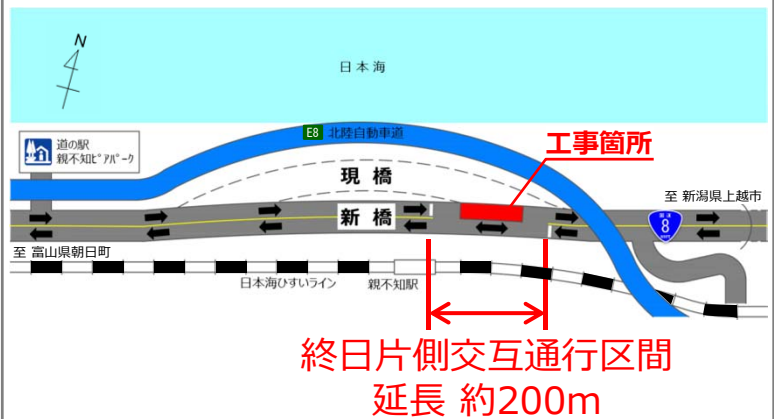 N
日本海
E8 北陸自動車道
道の駅
親不知ピアパーク
工事箇所
現橋
至 新潟県上越市
新橋
8
至 富山県朝日町
日本海ひすいライン
親不知駅
終日片側交互通行区間
延長 約200m